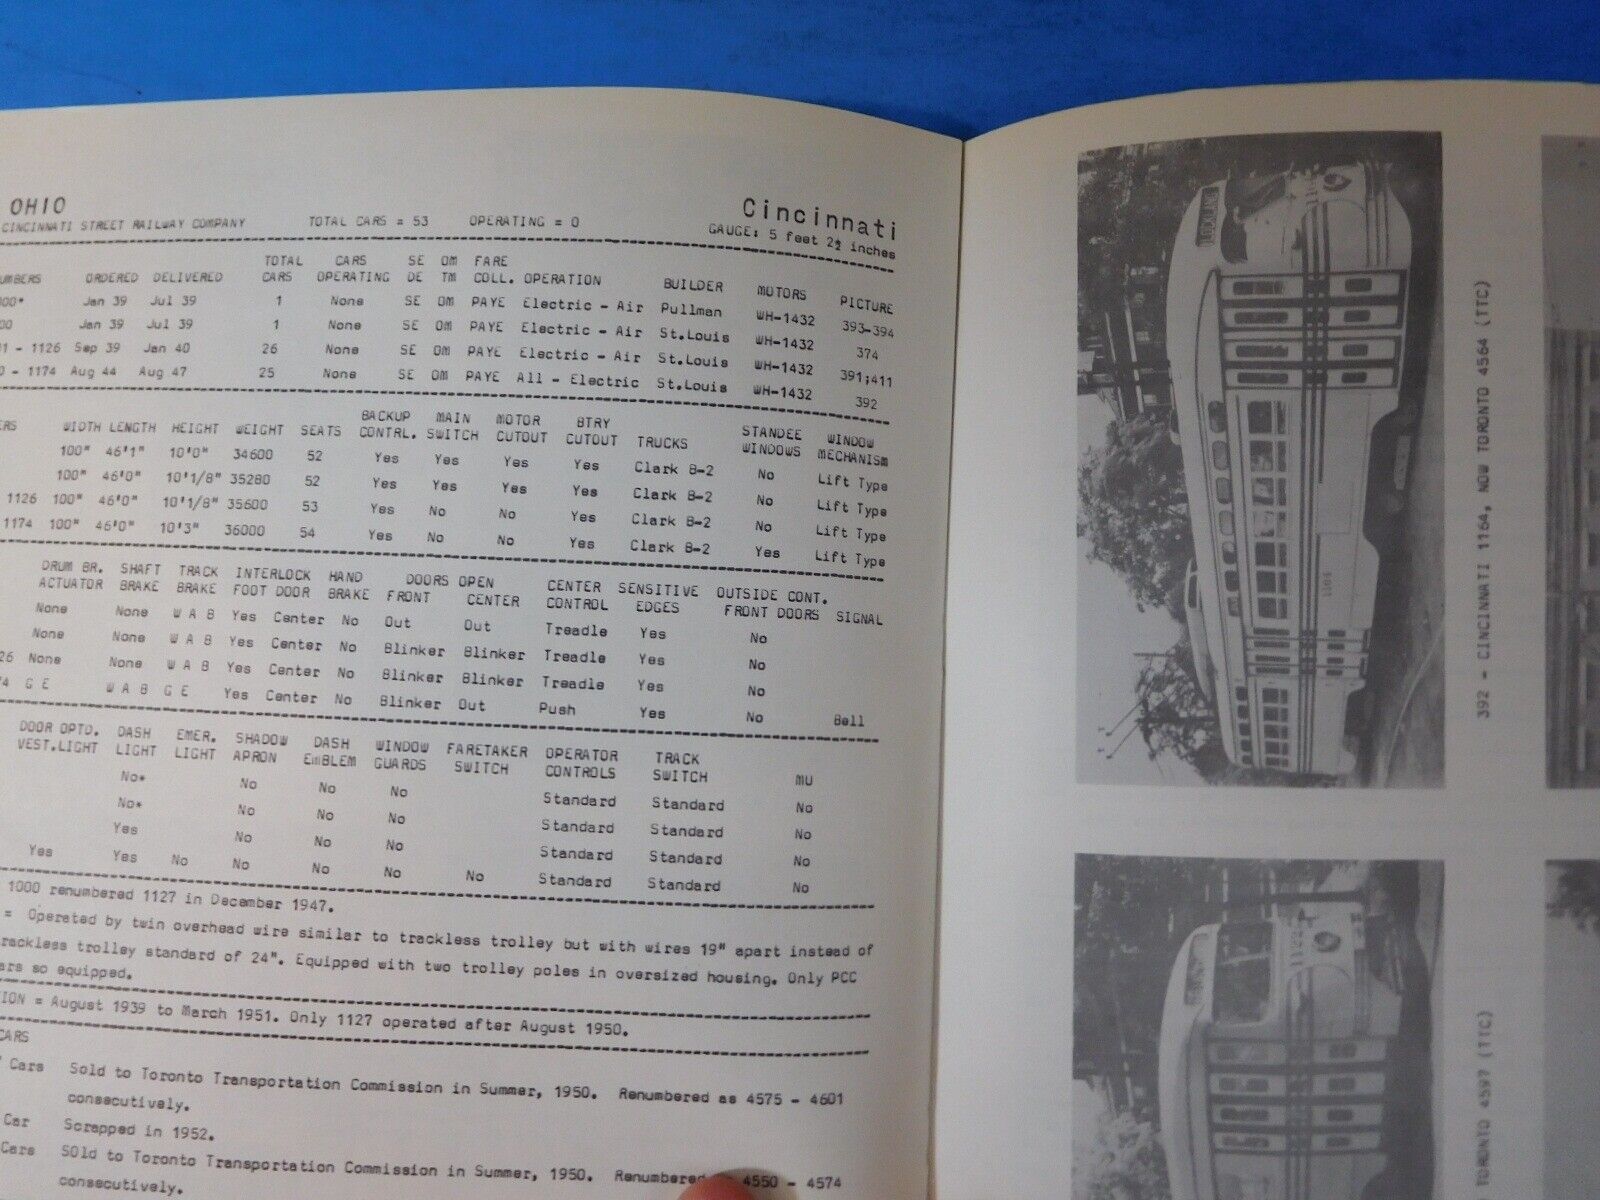 OHIO
Cincinnati
CINCINNATI STREET RAILWAY COMPANY TOTAL CARS = 53 OPERATING = 0 GAUGE: 5 feet 2½ inches
TOTAL CARS SE OM FARE
ORDERED DELIVERED CARS OPERATING DE TM COLL. OPERATION BUILDER MOTORS PICTURE
Jan 39 Jul 39 1 None SE OM PAYE Electric - Air Pullman WH-1432 393-394
Jan 39 Jul 39 1 None SE OM PAYE Electric - Air St.Louis WH-1432 374
- 1126 Sep 39 Jan 40 26 None SE OM PAYE Electric - Air St.Louis WH-1432 391;411
- 1174 Aug 44 Aug 47 25 None SE OM PAYE All - Electric St.Louis WH-1432 392
BACKUP MAIN MOTOR BTRY STANDEE WINDOW
WIDTH LENGTH HEIGHT WEIGHT SEATS CONTRL. SWITCH CUTOUT CUTOUT TRUCKS WINDOWS MECHANISM
100" 46'1" 10'0" 34600 52 Yes Yes Yes Yes Clark B-2 No Lift Type
100" 46'0" 10'1/8" 35280 52 Yes Yes Yes Yes Clark B-2 No Lift Type
1126 100" 46'0" 10'1/8" 35600 53 Yes No No Yes Clark B-2 No Lift Type
1174 100" 46'0" 10'3" 36000 54 Yes No No Yes Clark B-2 Yes Lift Type
DRUM BR. SHAFT TRACK INTERLOCK HAND DOORS OPEN CENTER SENSITIVE OUTSIDE CONT.
ACTUATOR BRAKE BRAKE FOOT DOOR BRAKE FRONT CENTER CONTROL EDGES FRONT DOORS SIGNAL
None None W A B Yes Center No Out Out Treadle Yes No
None None W A B Yes Center No Blinker Blinker Treadle Yes No
26 None None W A B Yes Center No Blinker Blinker Treadle Yes No
G E W A B G E Yes Center No Blinker Out Push Yes No Bell
DOOR OPTD. DASH EMER. SHADOW DASH WINDOW FARETAKER OPERATOR TRACK
VEST.LIGHT LIGHT LIGHT APRON EmBLEM GUARDS SWITCH CONTROLS SWITCH MU
No* No No No Standard Standard No
No* No No No Standard Standard No
Yes No No No Standard Standard No
Yes Yes No No No No No Standard Standard No
1000 renumbered 1127 in December 1947.
= Operated by twin overhead wire similar to trackless trolley but with wires 19" apart instead of
trolley standard of 24". Equipped with two trolley poles in oversized housing. Only PCC
so equipped.
= August 1939 to March 1951. Only 1127 operated after August 1950.
CARS
Cars Sold to Toronto Transportation Commission in Summer, 1950. Renumbered as 4575 - 4601
consecutively.
Car Scrapped in 1952.
Cars SOld to Toronto Transportation Commission in Summer, 1950. 4550 - 4574
consecutively.
392 - CINCINNATI 1164, NOW TORONTO 4564 (TTC)
1164
TORONTO 4597 (TTC)